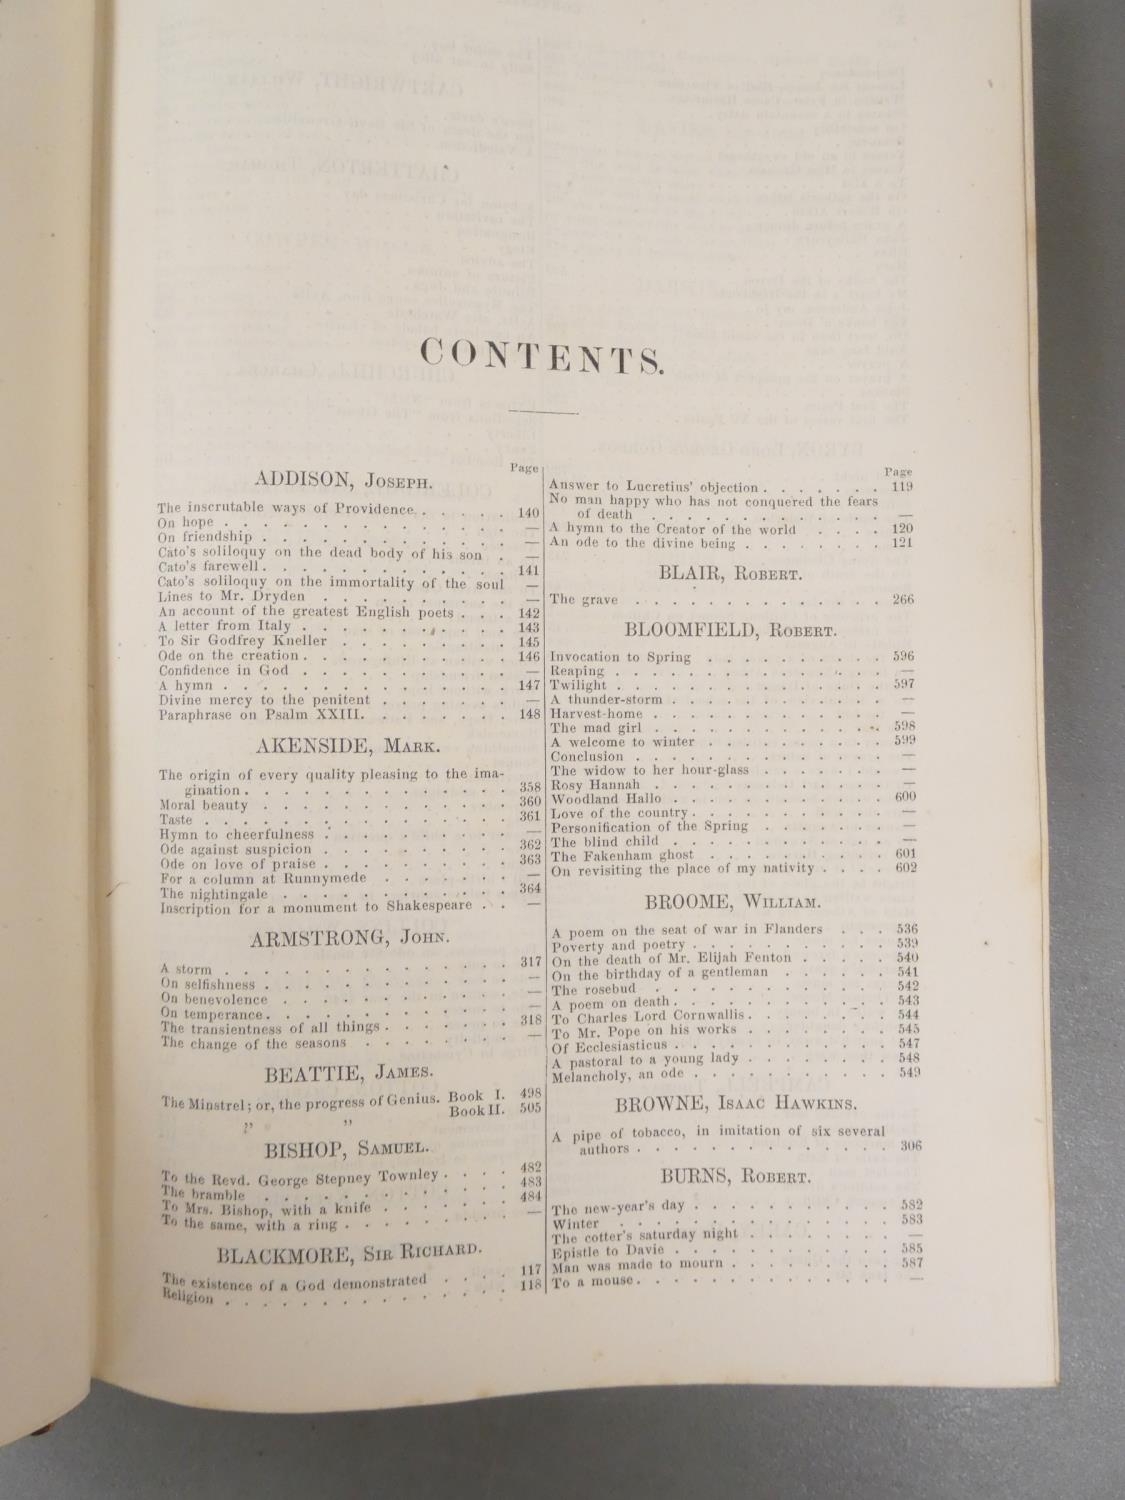 CONTENTS.
Page
ADDISON, JOSEPH.
The inscrutable ways of Providence. . . . . . 140
On hope . . . . . . . . . . . . . . —
On friendship . . . . . . . . . . . . —
Cato's soliloquy on the dead body of his son . —
Cato's farewell . . . . . . . . . . . . 141
Cato's soliloquy on the immortality of the soul —
Lines to Mr. Dryden . . . . . . . . . —
An account of the greatest English poets . . . 142
A letter from Italy . . . . . . . . . . 143
To Sir Godfrey Kneller . . . . . . . . . 145
Ode on the creation . . . . . . . . . . 146
Confidence in God . . . . . . . . . . —
A hymn . . . . . . . . . . . . . . 147
Divine mercy to the penitent . . . . . . . —
Paraphrase on Psalm XXIII. . . . . . . . 148
AKENSIDE, MARK.
The origin of every quality pleasing to the ima-
gination . . . . . . . . . . . . . 358
Moral beauty . . . . . . . . . . . . 360
Taste . . . . . . . . . . . . . . . 361
Hymn to cheerfulness . . . . . . . . . —
Ode against suspicion . . . . . . . . . 362
Ode on love of praise . . . . . . . . . 363
For a column at Runnymede . . . . . . —
The nightingale . . . . . . . . . . . 364
Inscription for a monument to Shakespeare . . —
ARMSTRONG, JOHN.
A storm . . . . . . . . . . . . . . 317
On selfishness . . . . . . . . . . . . —
On benevolence . . . . . . . . . . . —
On temperance . . . . . . . . . . . . —
The transientness of all things . . . . . . . 318
The change of the seasons . . . . . . . —
BEATTIE, JAMES.
The Minstrel; or, the progress of Genius. Book I. 498
„ „ Book II. 505
BISHOP, SAMUEL.
To the Revd. George Stepney Townley . . . . 482
The bramble . . . . . . . . . . . . 483
To Mrs. Bishop, with a knife . . . . . . . 484
To the same, with a ring . . . . . . . . —
BLACKMORE, SIR RICHARD.
The existence of a God demonstrated . . . . 117
Religion . . . . . . . . . . . . . . 118
Page
Answer to Lucretius' objection . . . . . . . 119
No man happy who has not conquered the fears
of death . . . . . . . . . . . . —
A hymn to the Creator of the world . . . . 120
An ode to the divine being . . . . . . . . 121
BLAIR, ROBERT.
The grave . . . . . . . . . . . . . 266
BLOOMFIELD, ROBERT.
Invocation to Spring . . . . . . . . . 596
Reaping . . . . . . . . . . . . . . —
Twilight . . . . . . . . . . . . . . 597
A thunder-storm . . . . . . . . . . . —
Harvest-home . . . . . . . . . . . . —
The mad girl . . . . . . . . . . . . 598
A welcome to winter . . . . . . . . . 599
Conclusion . . . . . . . . . . . . . —
The widow to her hour-glass . . . . . . —
Rosy Hannah . . . . . . . . . . . . —
Woodland Hallo . . . . . . . . . . . 600
Love of the country . . . . . . . . . . —
Personification of the Spring . . . . . . —
The blind child . . . . . . . . . . . —
The Fakenham ghost . . . . . . . . . 601
On revisiting the place of my nativity . . . . 602
BROOME, WILLIAM.
A poem on the seat of war in Flanders . . . 536
Poverty and poetry . . . . . . . . . . 539
On the death of Mr. Elijah Fenton . . . . . 540
On the birthday of a gentleman . . . . . . 541
The rosebud . . . . . . . . . . . . 542
A poem on death . . . . . . . . . . . 543
To Charles Lord Cornwallis . . . . . . . 544
To Mr. Pope on his works . . . . . . . . 545
Of Ecclesiasticus . . . . . . . . . . . 547
A pastoral to a young lady . . . . . . . . 548
Melancholy, an ode . . . . . . . . . . 549
BROWNE, ISAAC HAWKINS.
A pipe of tobacco, in imitation of six several
authors . . . . . . . . . . . . . 306
BURNS, ROBERT.
The new-year's day . . . . . . . . . . 582
Winter . . . . . . . . . . . . . . 583
The cotter's saturday night . . . . . . . . —
Epistle to Davie . . . . . . . . . . . 585
Man was made to mourn . . . . . . . . 587
To a mouse . . . . . . . . . . . . . —